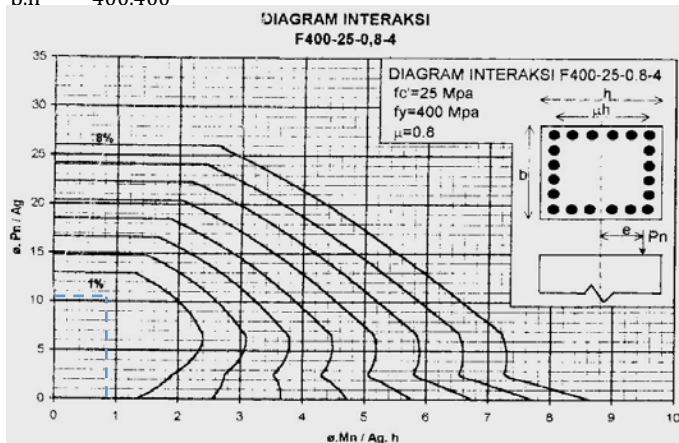 b.h 400.400
DIAGRAM INTERAKSI
F400-25-0,8-4
DIAGRAM INTERAKSI F400-25-0.8-4
fc'=25 Mpa
fy=400 Mpa
μ=0.8
h
μh
b
e
Pn
35
30
25
20
15
10
5
0
ø. Pn / Ag
8%
1%
0 1 2 3 4 5 6 7 8 9 10
ø.Mn / Ag. h